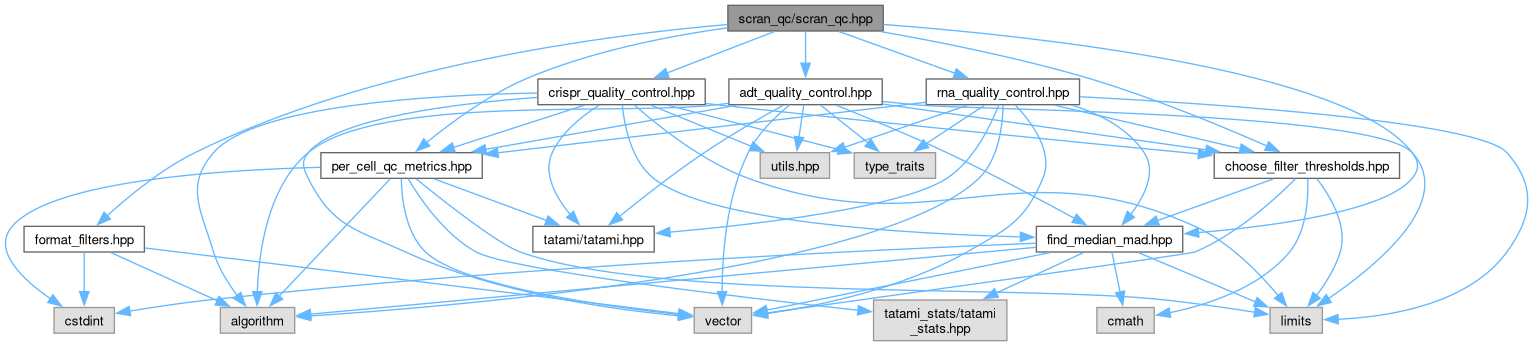 scran_qc/scran_qc.hpp
crispr_quality_control.hpp
adt_quality_control.hpp
rna_quality_control.hpp
per_cell_qc_metrics.hpp
utils.hpp
type_traits
choose_filter_thresholds.hpp
format_filters.hpp
tatami/tatami.hpp
find_median_mad.hpp
cstdint
algorithm
vector
tatami_stats/tatami
_stats.hpp
cmath
limits